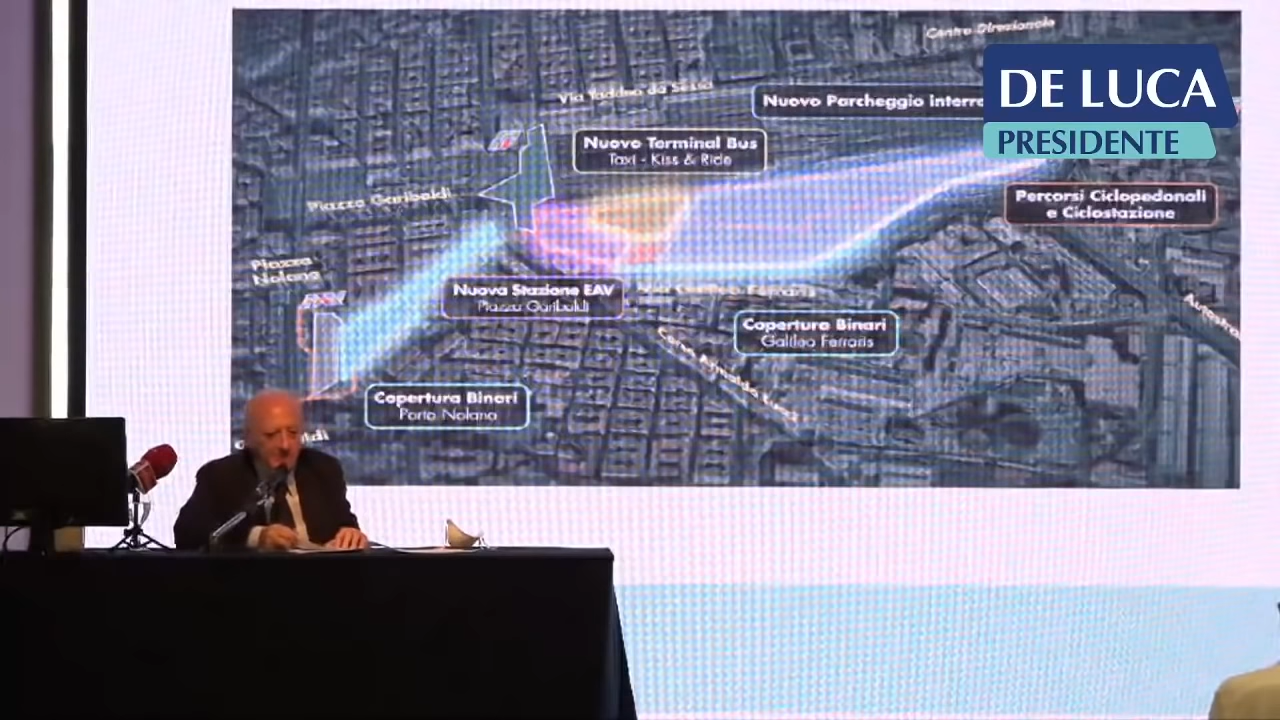 Centro Direzionale
DE LUCA
PRESIDENTE
Via Taddeo da Sessa
Nuovo Parcheggio interra
Nuovo Terminal Bus
Taxi - Kiss & Ride
Piazza Garibaldi
Percorsi Ciclopedonali
e Ciclostazione
Piazza
Nolana
Nuova Stazione EAV
Piazza Garibaldi
Galileo Ferraris
Autostra
Copertura Binari
Galileo Ferraris
Corso Arnaldo Lucci
Copertura Binari
Porta Nolana